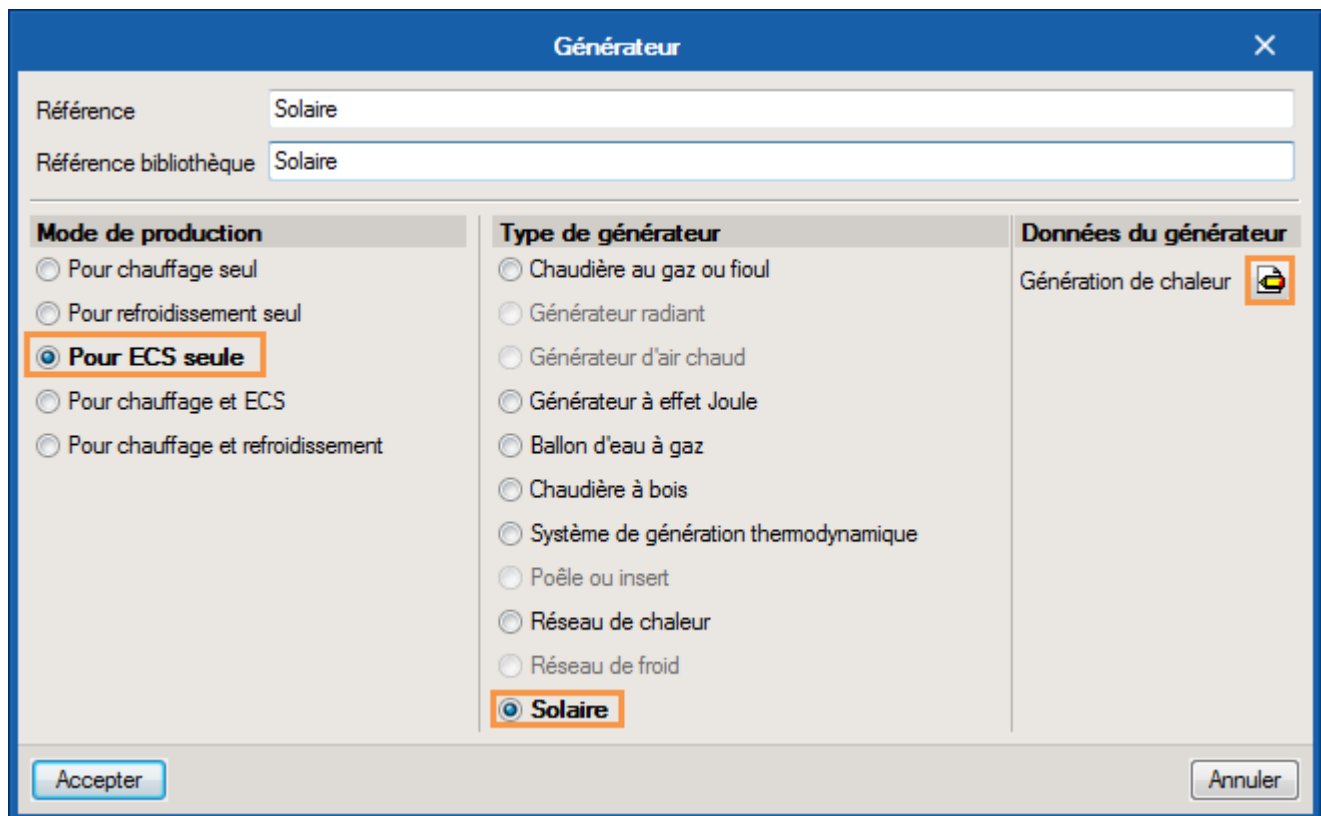 Générateur
Référence Solaire
Référence bibliothèque Solaire
Mode de production
Pour chauffage seul
Pour refroidissement seul
Pour ECS seule
Pour chauffage et ECS
Pour chauffage et refroidissement
Type de générateur
Chaudière au gaz ou fioul
Générateur radiant
Générateur d'air chaud
Générateur à effet Joule
Ballon d'eau à gaz
Chaudière à bois
Système de génération thermodynamique
Poêle ou insert
Réseau de chaleur
Réseau de froid
Solaire
Données du générateur
Génération de chaleur
Accepter
Annuler